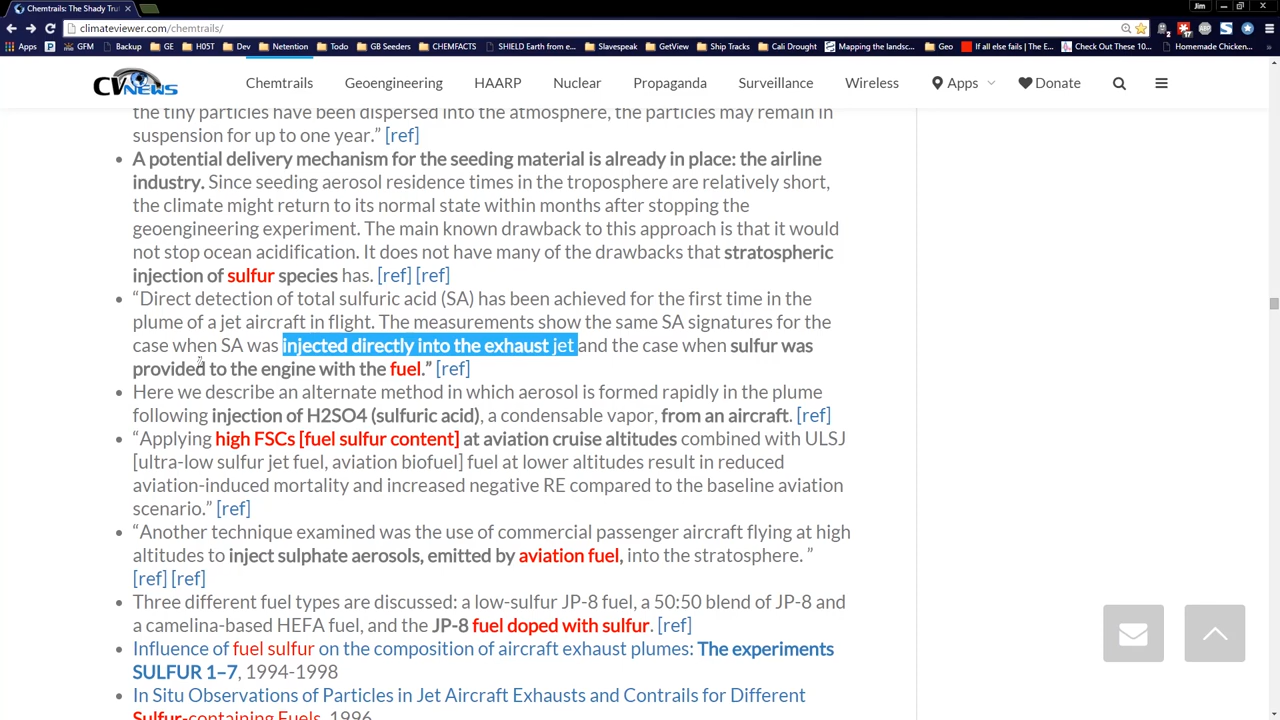 Chemtrails: The Shady Tru
Jim
climateviewer.com/chemtrails/
Apps GFM Backup GE H05T Dev Netention Todo GB Seeders CHEMFACTS SHIELD Earth from e... Slavespeak GetView Ship Tracks Cali Drought Mapping the landsc... Geo If all else fails | The E... Check Out These 10... Homemade Chicken... »
CV NEWS
Chemtrails Geoengineering HAARP Nuclear Propaganda Surveillance Wireless Apps Donate
the tiny particles have been dispersed into the atmosphere, the particles may remain in
suspension for up to one year.” [ref]
• A potential delivery mechanism for the seeding material is already in place: the airline
industry. Since seeding aerosol residence times in the troposphere are relatively short,
the climate might return to its normal state within months after stopping the
geoengineering experiment. The main known drawback to this approach is that it would
not stop ocean acidification. It does not have many of the drawbacks that stratospheric
injection of sulfur species has. [ref] [ref]
• “Direct detection of total sulfuric acid (SA) has been achieved for the first time in the
plume of a jet aircraft in flight. The measurements show the same SA signatures for the
case when SA was injected directly into the exhaust jet and the case when sulfur was
provided to the engine with the fuel.” [ref]
• Here we describe an alternate method in which aerosol is formed rapidly in the plume
following injection of H2SO4 (sulfuric acid), a condensable vapor, from an aircraft. [ref]
• “Applying high FSCs [fuel sulfur content] at aviation cruise altitudes combined with ULSJ
[ultra-low sulfur jet fuel, aviation biofuel] fuel at lower altitudes result in reduced
aviation-induced mortality and increased negative RE compared to the baseline aviation
scenario.” [ref]
• “Another technique examined was the use of commercial passenger aircraft flying at high
altitudes to inject sulphate aerosols, emitted by aviation fuel, into the stratosphere. ”
[ref] [ref]
• Three different fuel types are discussed: a low-sulfur JP-8 fuel, a 50:50 blend of JP-8 and
a camelina-based HEFA fuel, and the JP-8 fuel doped with sulfur. [ref]
• Influence of fuel sulfur on the composition of aircraft exhaust plumes: The experiments
SULFUR 1–7, 1994-1998
• In Situ Observations of Particles in Jet Aircraft Exhausts and Contrails for Different
Sulfur-containing Fuels, 1996